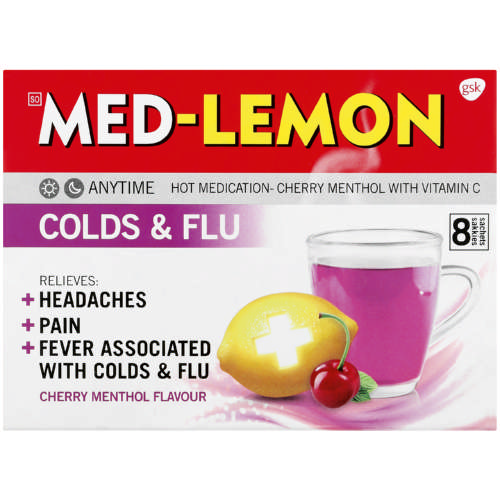 gsk
S0
MED-LEMON
ANYTIME HOT MEDICATION- CHERRY MENTHOL WITH VITAMIN C
COLDS & FLU
8 sachets
sakkies
RELIEVES:
+ HEADACHES
+ PAIN
+ FEVER ASSOCIATED
WITH COLDS & FLU
CHERRY MENTHOL FLAVOUR